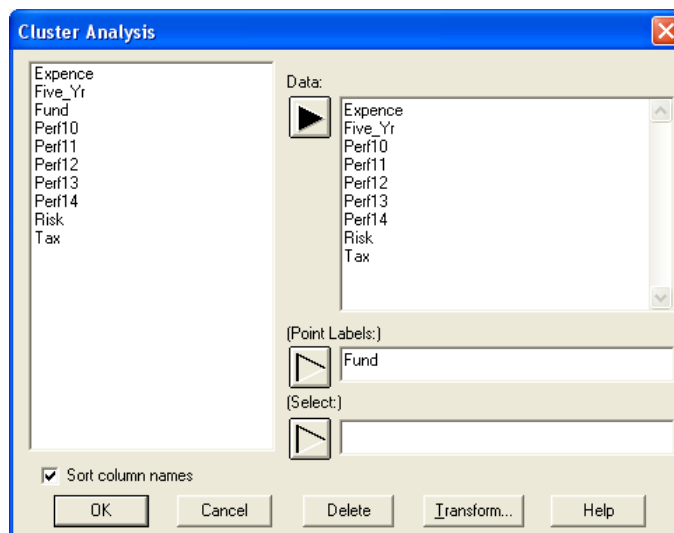 Cluster Analysis
Expence
Five_Yr
Fund
Perf10
Perf11
Perf12
Perf13
Perf14
Risk
Tax
Data:
Expence
Five_Yr
Perf10
Perf11
Perf12
Perf13
Perf14
Risk
Tax
(Point Labels:)
Fund
(Select:)
Sort column names
OK
Cancel
Delete
Transform...
Help